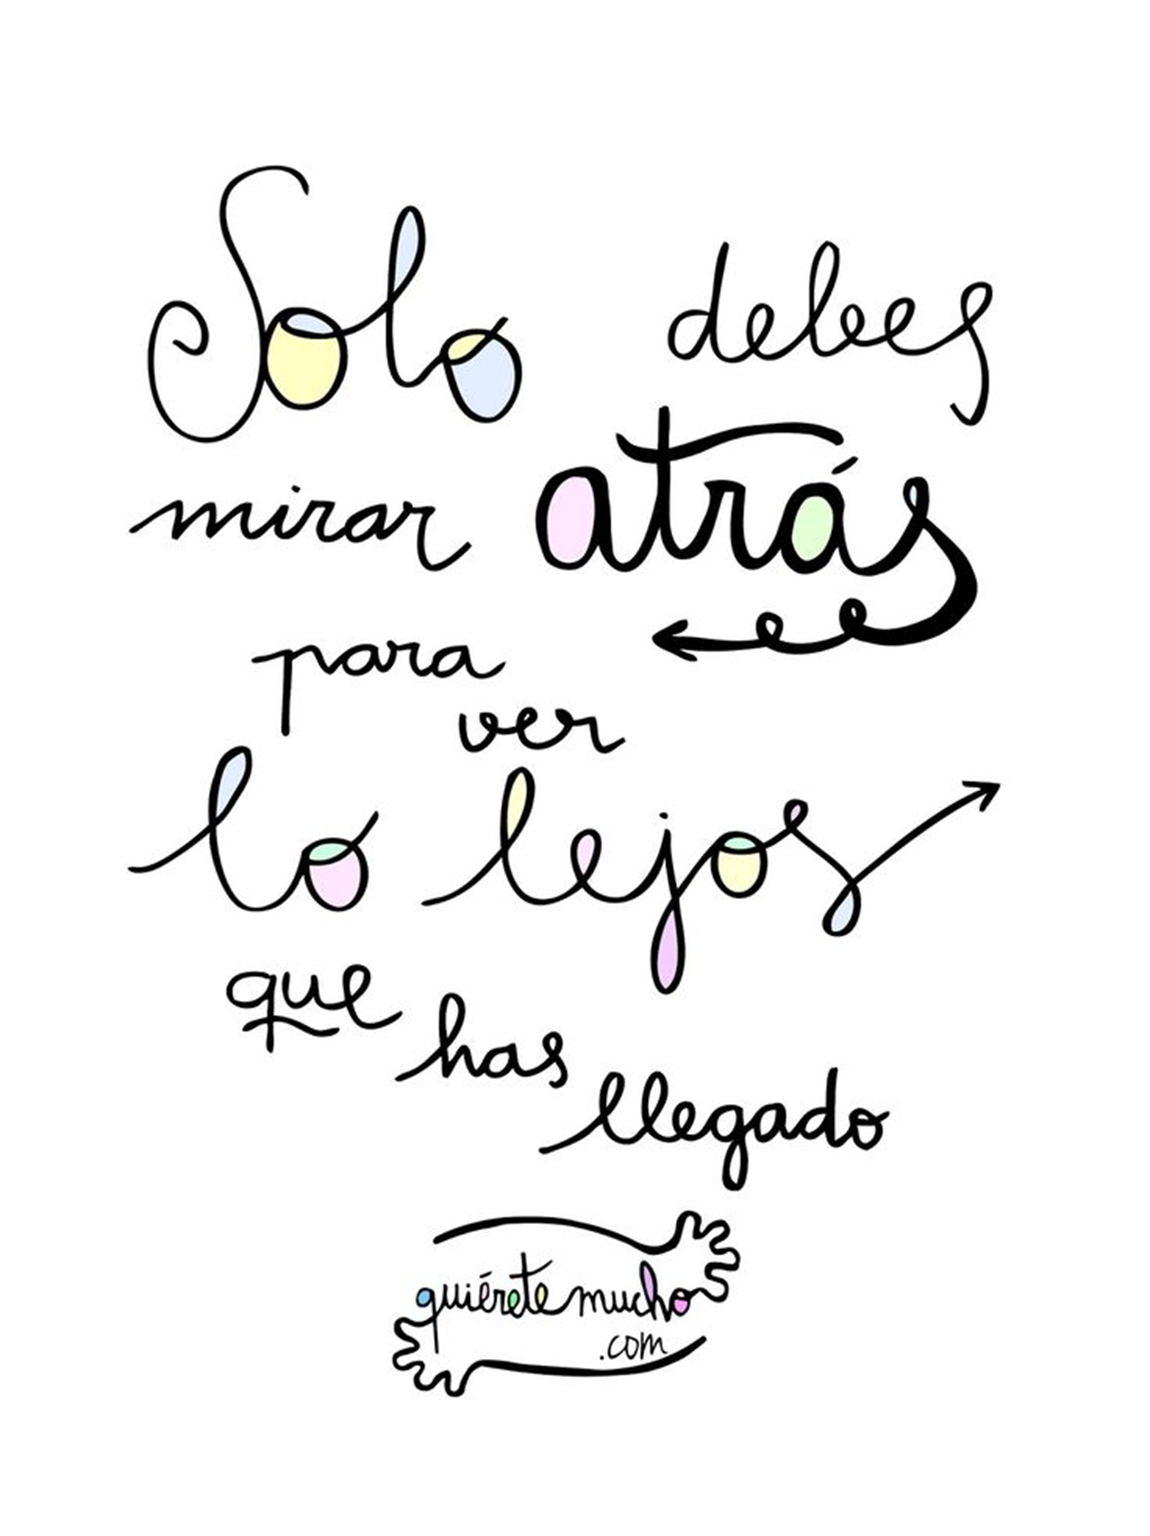 Solo debes
mirar atrás
para
ver
lo lejos
que
has
llegado
quiérete mucho
.com